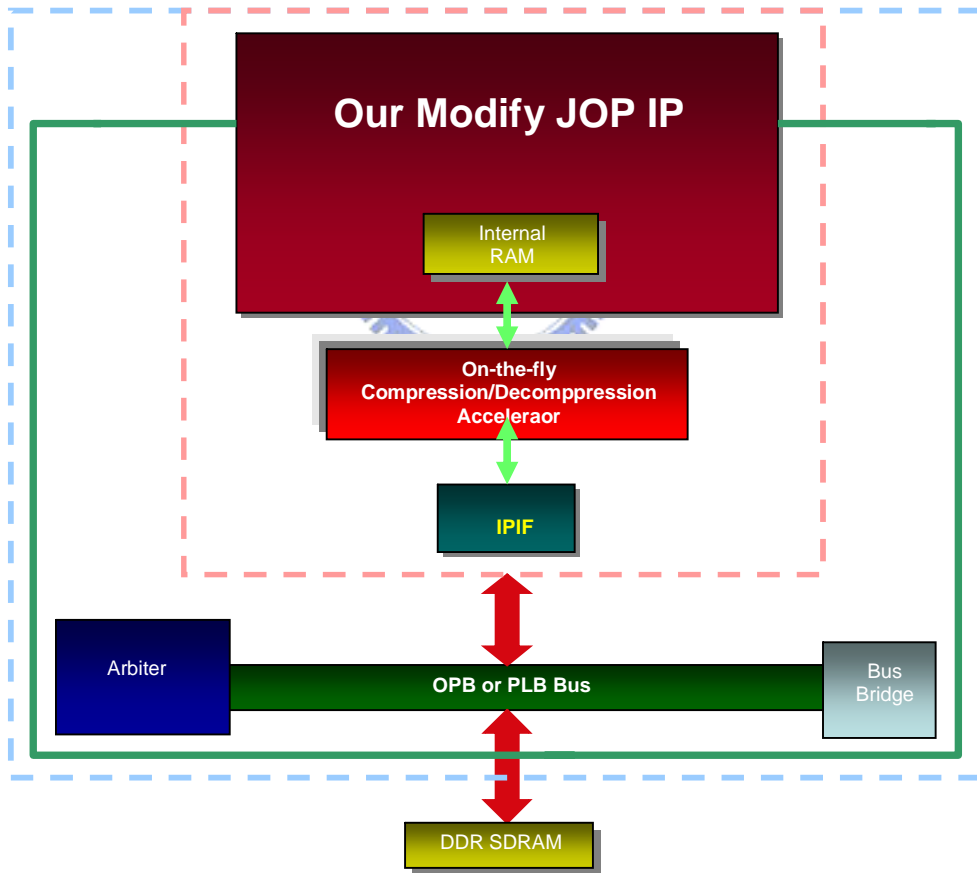 Our Modify JOP IP
Internal
RAM
On-the-fly
Compression/Decomppression
Acceleraor
IPIF
Arbiter
OPB or PLB Bus
Bus
Bridge
DDR SDRAM